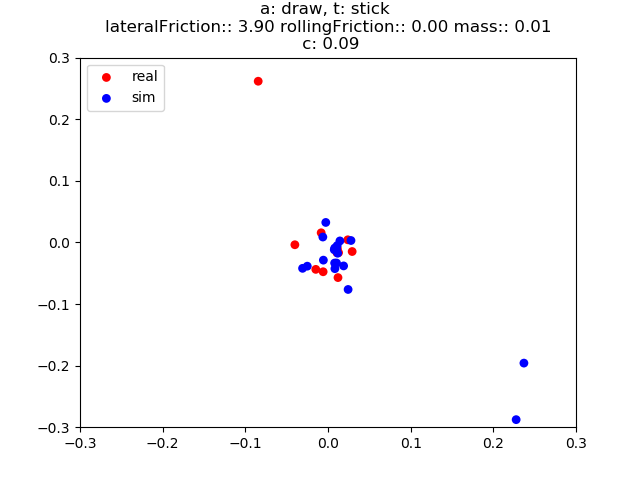 a: draw, t: stick
lateralFriction:: 3.90 rollingFriction:: 0.00 mass:: 0.01
c: 0.09
real
sim
0.3
0.2
0.1
0.0
−0.1
−0.2
−0.3
−0.3 −0.2 −0.1 0.0 0.1 0.2 0.3